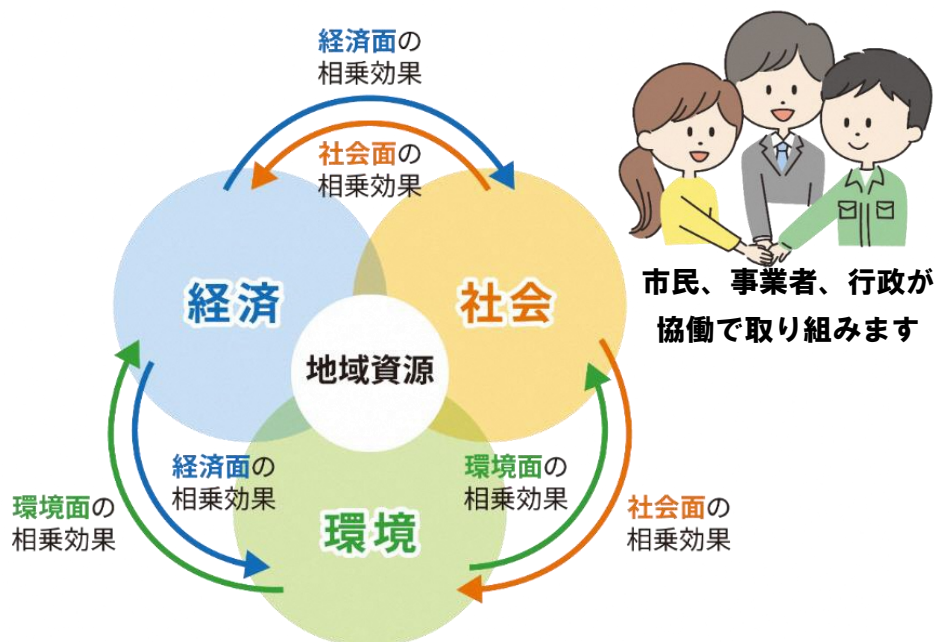 経済面の
相乗効果
社会面の
相乗効果
経済
社会
地域資源
環境
経済面の
相乗効果
環境面の
相乗効果
環境面の
相乗効果
社会面の
相乗効果
市民、事業者、行政が
協働で取り組みます